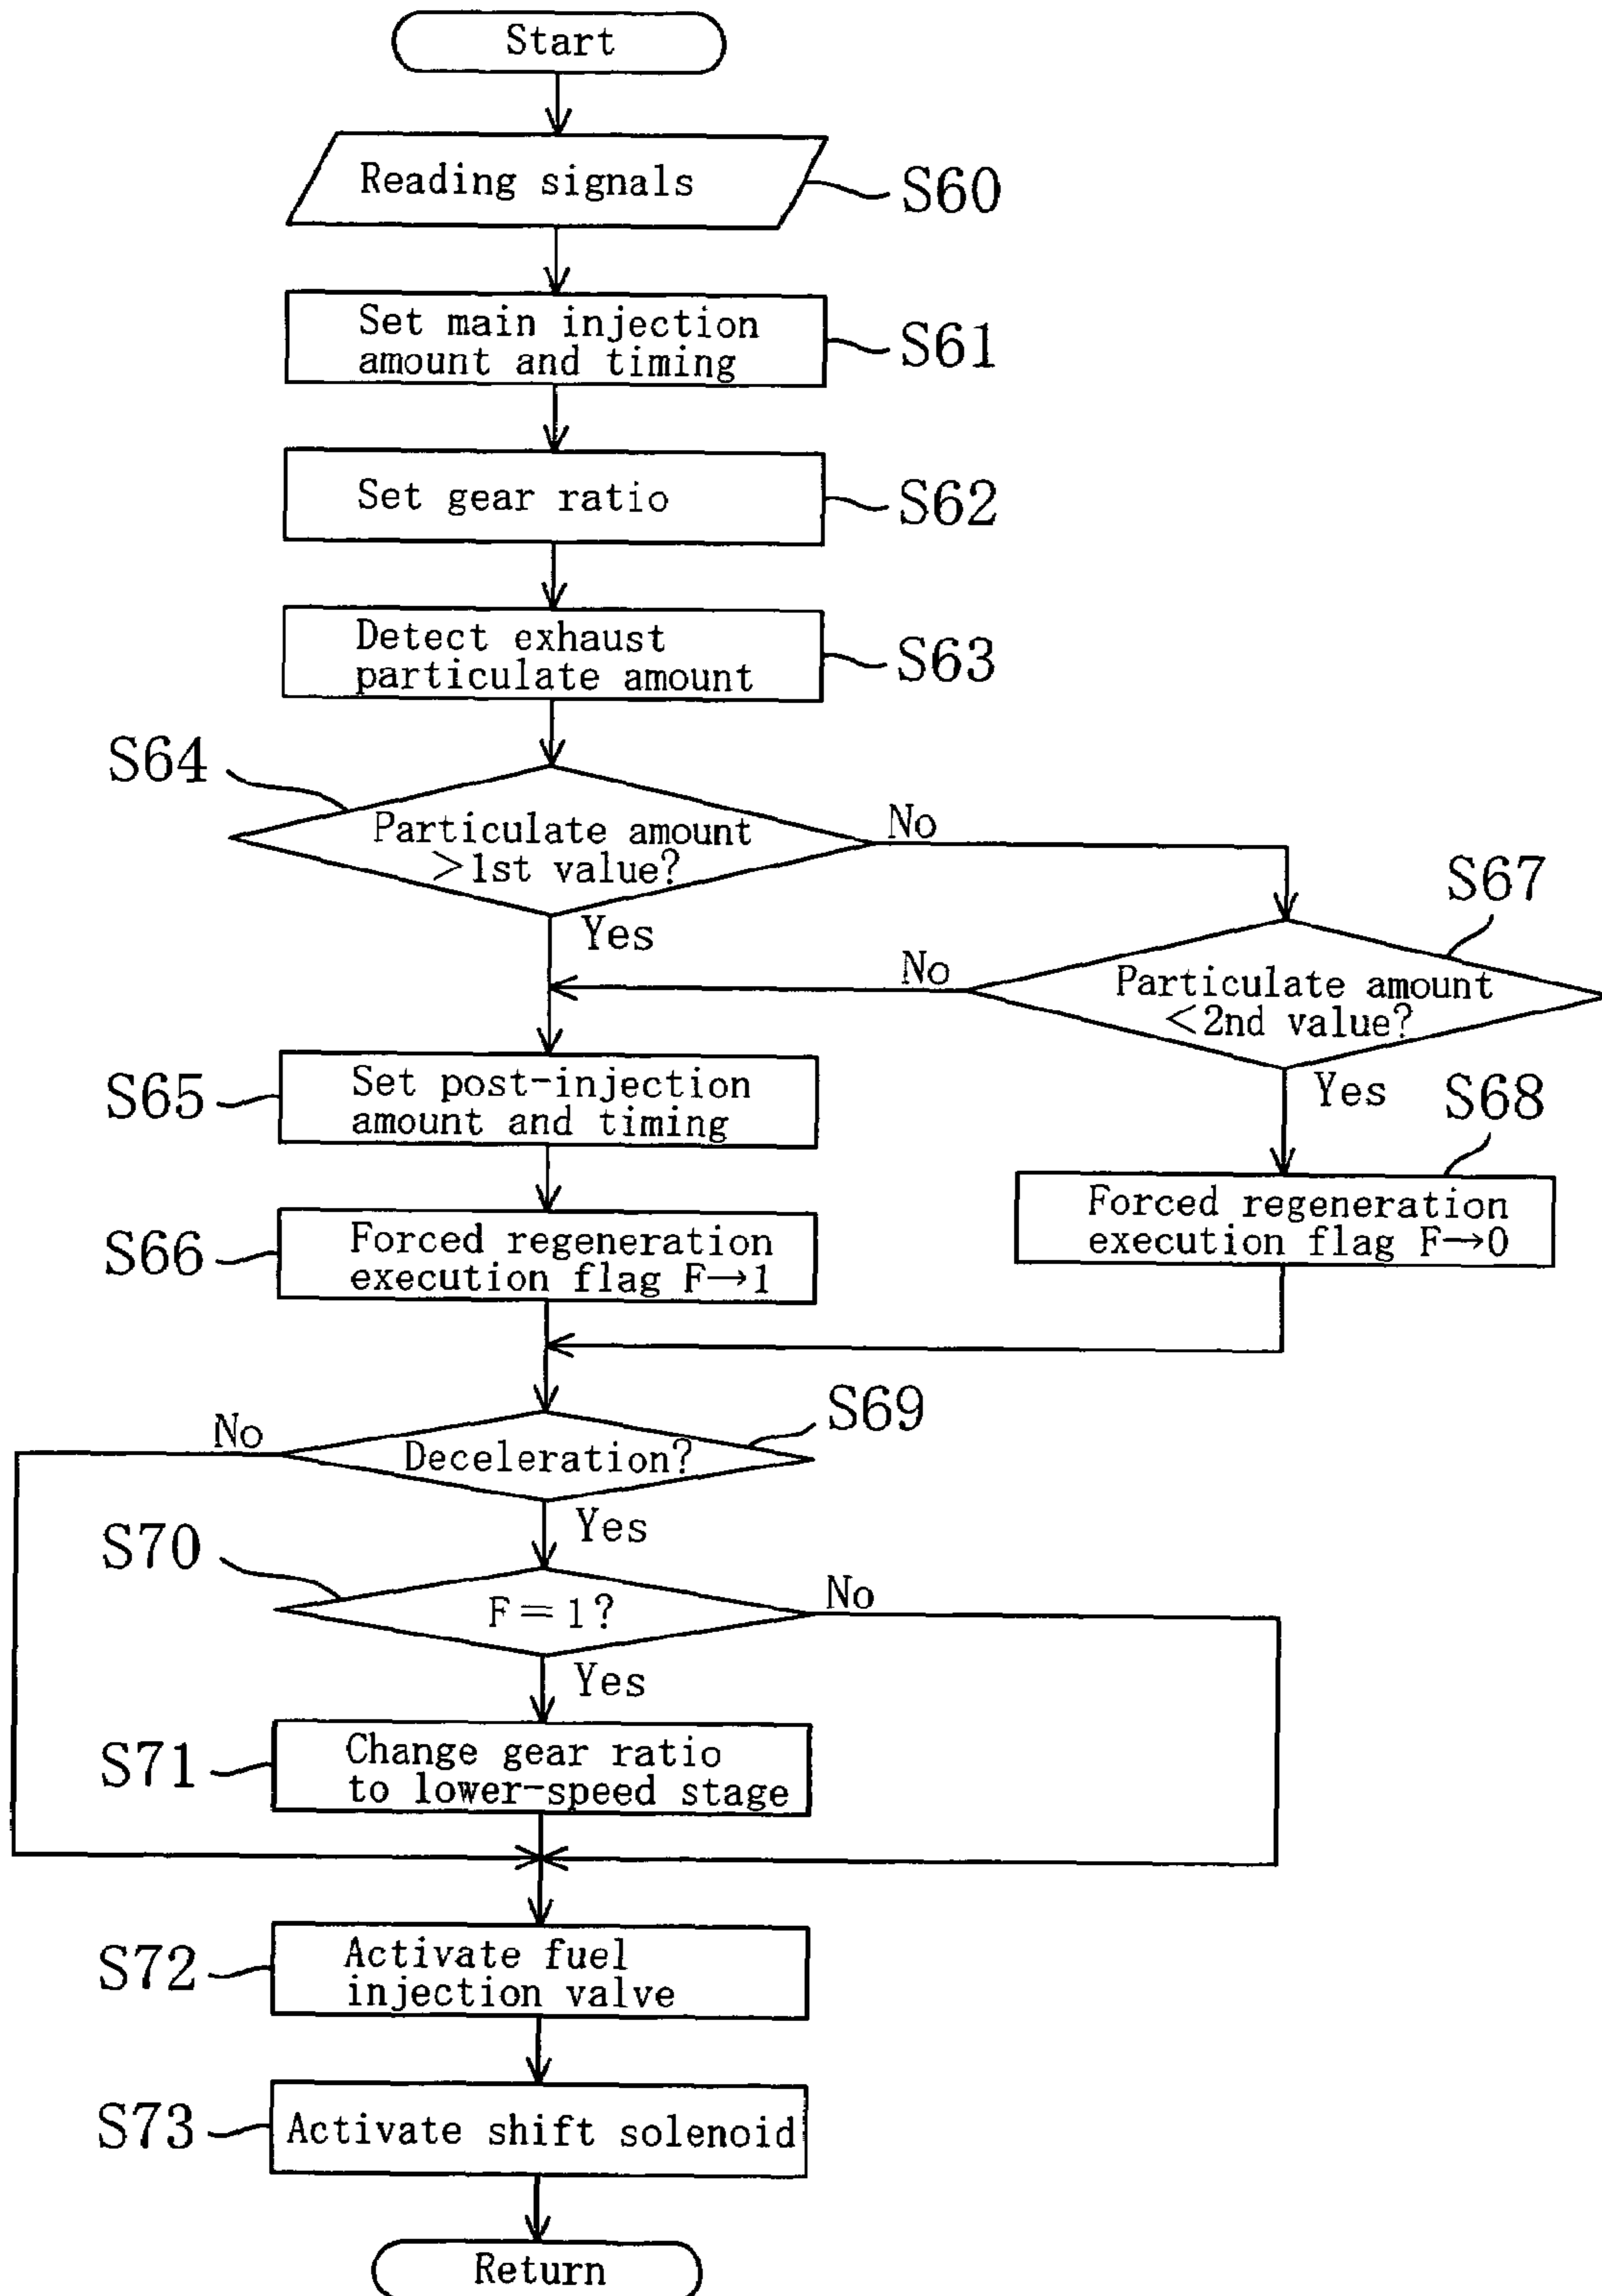 Start
Reading signals
S60
Set main injection
amount and timing
S61
Set gear ratio
S62
Detect exhaust
particulate amount
S63
S64
Particulate amount
>1st value?
No
Yes
S67
No
Particulate amount
<2nd value?
Yes
S65
Set post-injection
amount and timing
S68
Forced regeneration
execution flag F→0
S66
Forced regeneration
execution flag F→1
S69
No
Deceleration?
Yes
S70
F=1?
No
Yes
S71
Change gear ratio
to lower-speed stage
S72
Activate fuel
injection valve
S73
Activate shift solenoid
Return